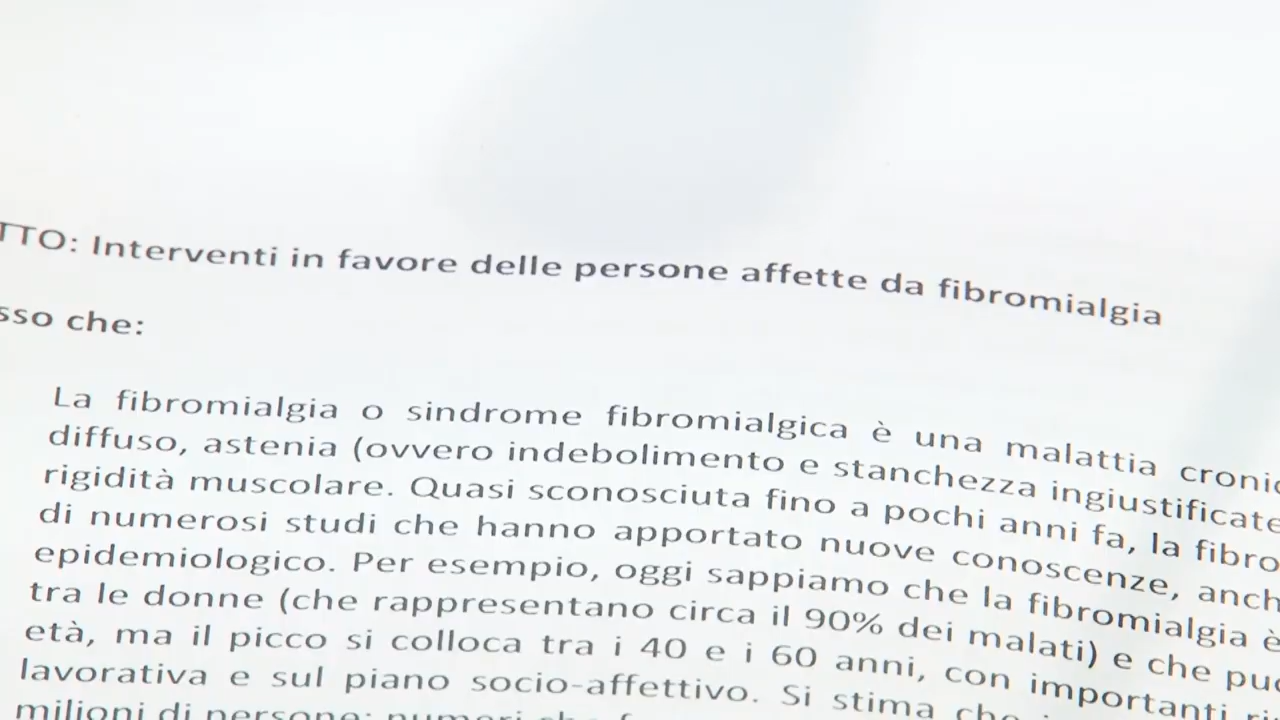 TTO: Interventi in favore delle persone affette da fibromialgia
sso che:
La fibromialgia o sindrome fibromialgica è una malattia cronic
diffuso, astenia (ovvero indebolimento e stanchezza ingiustificate
rigidità muscolare. Quasi sconosciuta fino a pochi anni fa, la fibro
di numerosi studi che hanno apportato nuove conoscenze, anch
epidemiologico. Per esempio, oggi sappiamo che la fibromialgia è
tra le donne (che rappresentano circa il 90% dei malati) e che può
età, ma il picco si colloca tra i 40 e i 60 anni, con importanti ri
lavorativa e sul piano socio-affettivo. Si stima che
milioni di persone: numeri che